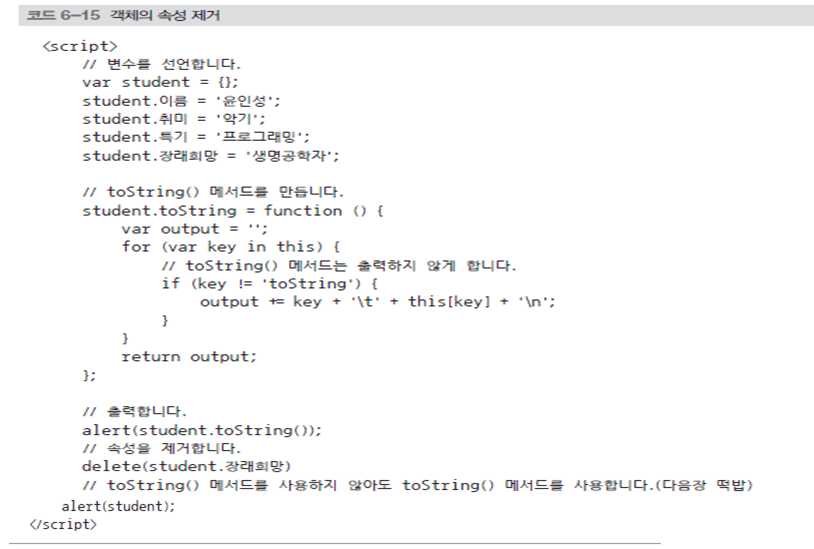 코드 6-15 객체의 속성 제거
<script>
// 변수를 선언합니다.
var student = {};
student.이름 = '윤인성';
student.취미 = '악기';
student.특기 = '프로그래밍';
student.장래희망 = '생명공학자';
// toString() 메서드를 만듭니다.
student.toString = function () {
var output = '';
for (var key in this) {
// toString() 메서드는 출력하지 않게 합니다.
if (key != 'toString') {
output += key + '\t' + this[key] + '\n';
}
}
return output;
};
// 출력합니다.
alert(student.toString());
// 속성을 제거합니다.
delete(student.장래희망)
// toString() 메서드를 사용하지 않아도 toString() 메서드를 사용합니다.(다음장 떡밥)
alert(student);
</script>